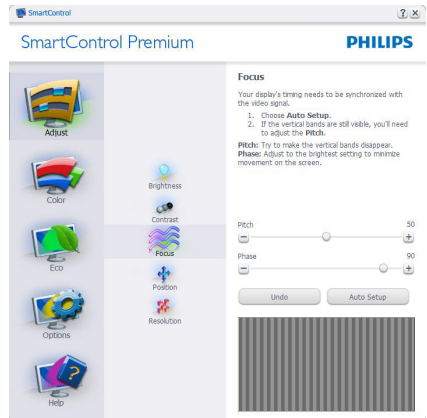 SmartControl
SmartControl Premium
PHILIPS
Adjust
Color
Eco
Options
Help
Brightness
Contrast
Focus
Position
Resolution
Focus
Your display's timing needs to be synchronized with
the video signal.
1. Choose Auto Setup.
2. If the vertical bands are still visible, you'll need
to adjust the Pitch.
Pitch: Try to make the vertical bands disappear.
Phase: Adjust to the brightest setting to minimize
movement on the screen.
Pitch 50
Phase 90
Undo Auto Setup